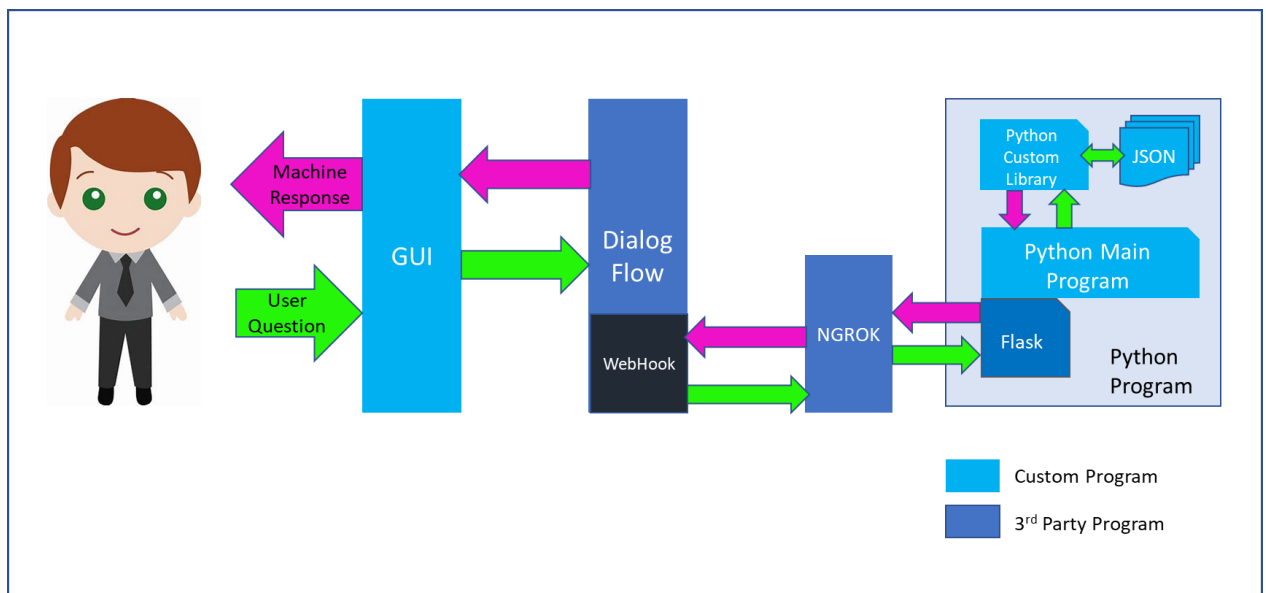 Machine
Response
User
Question
GUI
Dialog
Flow
WebHook
NGROK
Python
Custom
Library
JSON
Python Main
Program
Flask
Python
Program
Custom Program
3rd Party Program